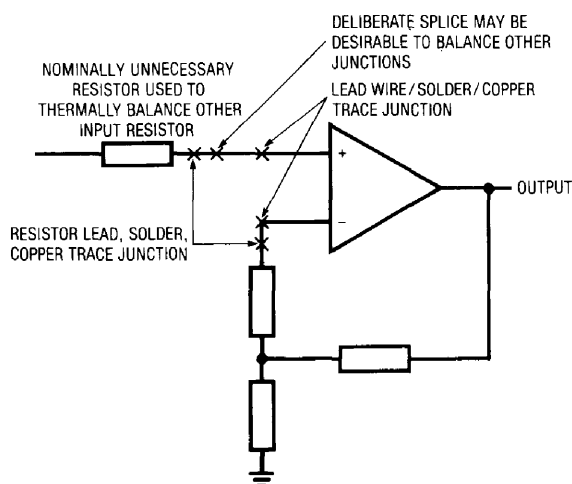 DELIBERATE SPLICE MAY BE
DESIRABLE TO BALANCE OTHER
JUNCTIONS
NOMINALLY UNNECESSARY
RESISTOR USED TO
THERMALLY BALANCE OTHER
INPUT RESISTOR
LEAD WIRE/SOLDER/COPPER
TRACE JUNCTION
+
−
OUTPUT
RESISTOR LEAD, SOLDER,
COPPER TRACE JUNCTION